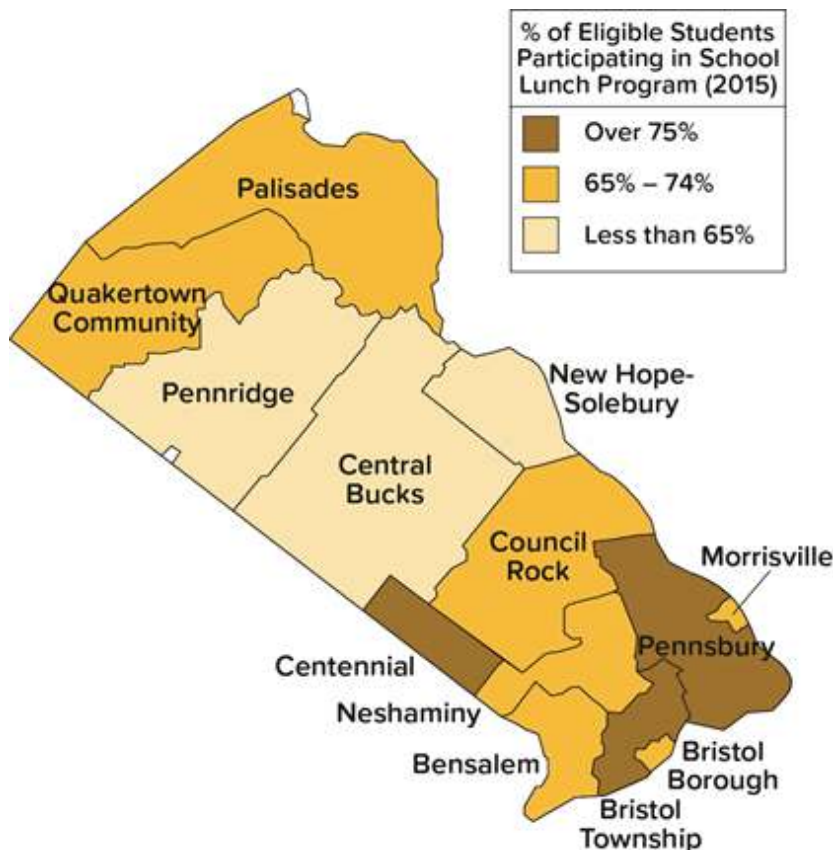 % of Eligible Students
Participating in School
Lunch Program (2015)
Over 75%
65% – 74%
Less than 65%
Palisades
Quakertown
Community
Pennridge
New Hope-
Solebury
Central
Bucks
Council
Rock
Morrisville
Pennsbury
Centennial
Neshaminy
Bensalem
Bristol
Borough
Bristol
Township